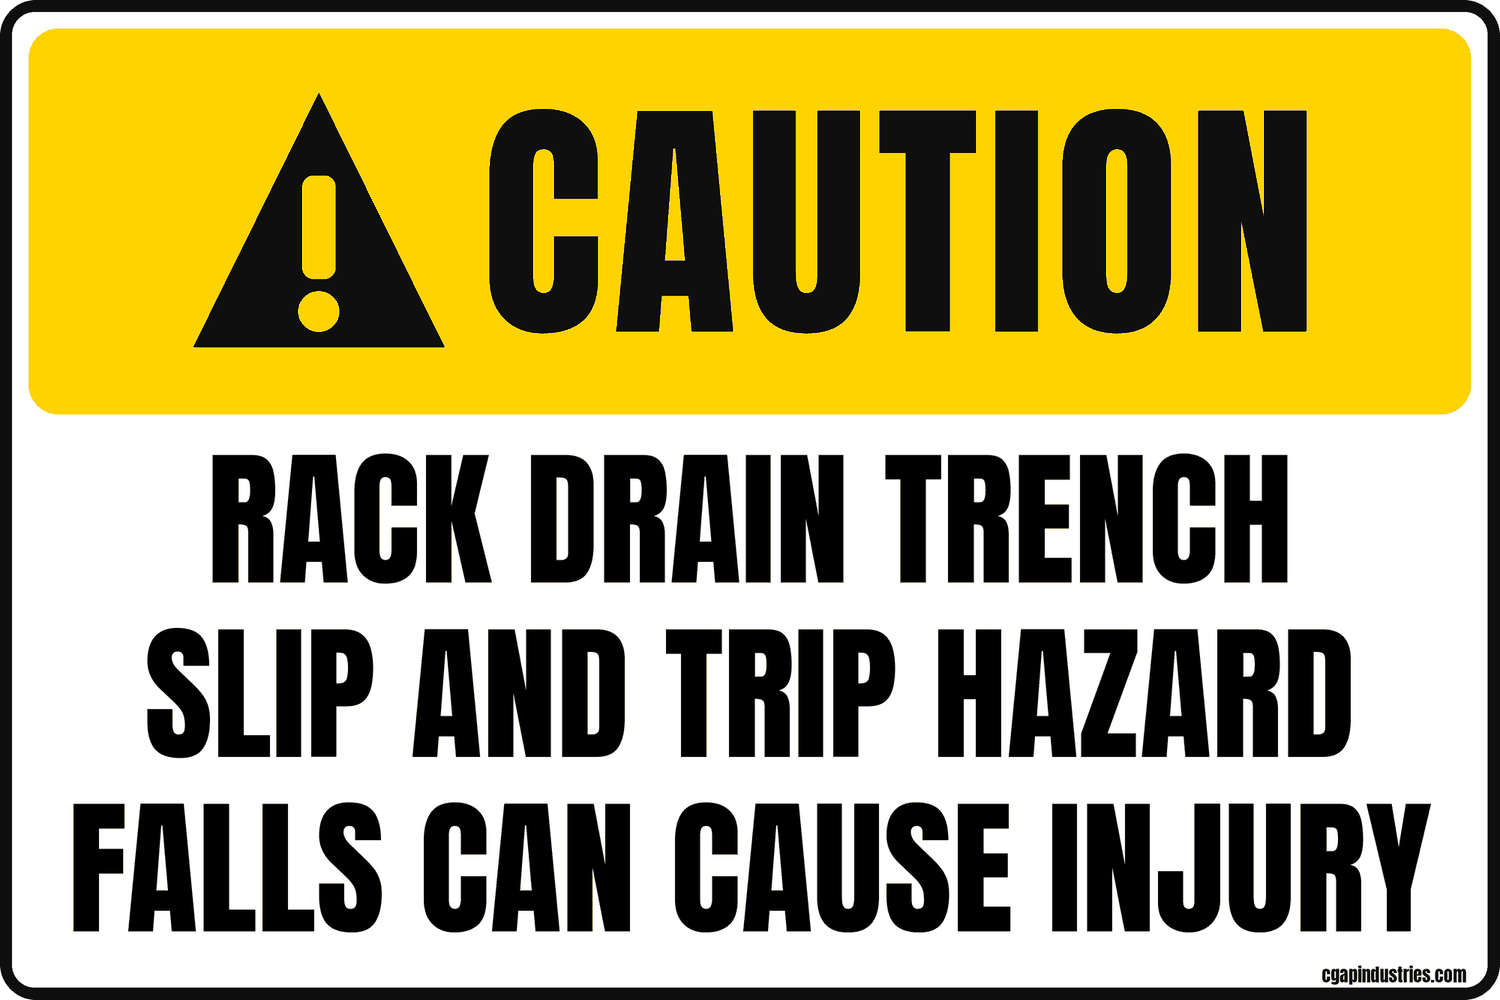 CAUTION
RACK DRAIN TRENCH
SLIP AND TRIP HAZARD
FALLS CAN CAUSE INJURY
cgapindustries.com